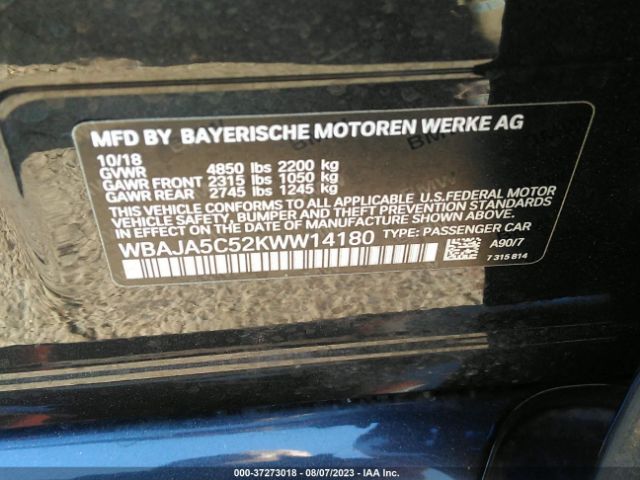 MFD BY BAYERISCHE MOTOREN WERKE AG
10/18
GVWR 4850 lbs 2200 kg
GAWR FRONT 2315 lbs 1050 kg
GAWR REAR 2745 lbs 1245 kg
THIS VEHICLE CONFORMS TO ALL APPLICABLE U.S.FEDERAL MOTOR
VEHICLE SAFETY, BUMPER AND THEFT PREVENTION STANDARDS
IN EFFECT ON THE DATE OF MANUFACTURE SHOWN ABOVE.
WBAJA5C52KWW14180 TYPE: PASSENGER CAR
A90/7
7 315 814
000-37273018 - 08/07/2023 - IAA Inc.